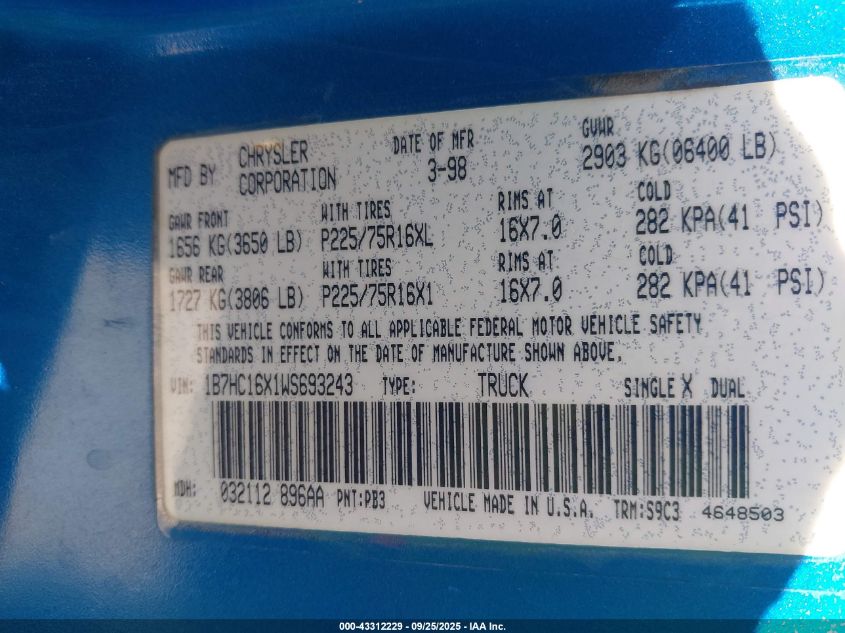 MFD BY CHRYSLER CORPORATION DATE OF MFR 3-98 GVWR 2903 KG(06400 LB)
GAWR FRONT WITH TIRES RIMS AT COLD
1656 KG(3650 LB) P225/75R16XL 16X7.0 282 KPA(41 PSI)
GAWR REAR WITH TIRES RIMS AT COLD
1727 KG(3806 LB) P225/75R16X1 16X7.0 282 KPA(41 PSI)
THIS VEHICLE CONFORMS TO ALL APPLICABLE FEDERAL MOTOR VEHICLE SAFETY
STANDARDS IN EFFECT ON THE DATE OF MANUFACTURE SHOWN ABOVE.
VIN: 1B7HC16X1WS693243 TYPE: TRUCK SINGLE X DUAL
MDH: 032112 896AA PNT:PB3 VEHICLE MADE IN U.S.A. TRM:S9C3 4648503
000-43312229 - 09/25/2025 - IAA Inc.